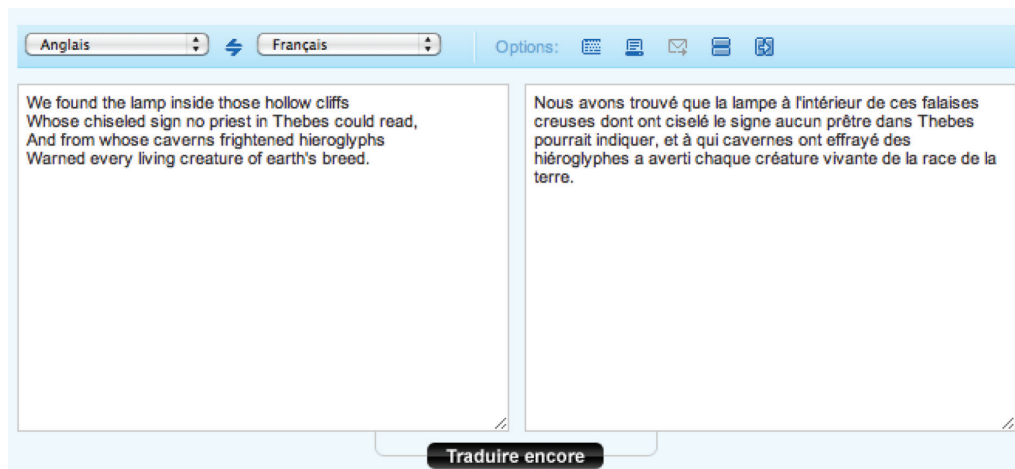 Anglais
Français
Options:
We found the lamp inside those hollow cliffs
Whose chiseled sign no priest in Thebes could read,
And from whose caverns frightened hieroglyphs
Warned every living creature of earth's breed.
Nous avons trouvé que la lampe à l'intérieur de ces falaises
creuses dont ont ciselé le signe aucun prêtre dans Thebes
pourrait indiquer, et à qui cavernes ont effrayé des
hiéroglyphes a averti chaque créature vivante de la race de la
terre.
Traduire encore